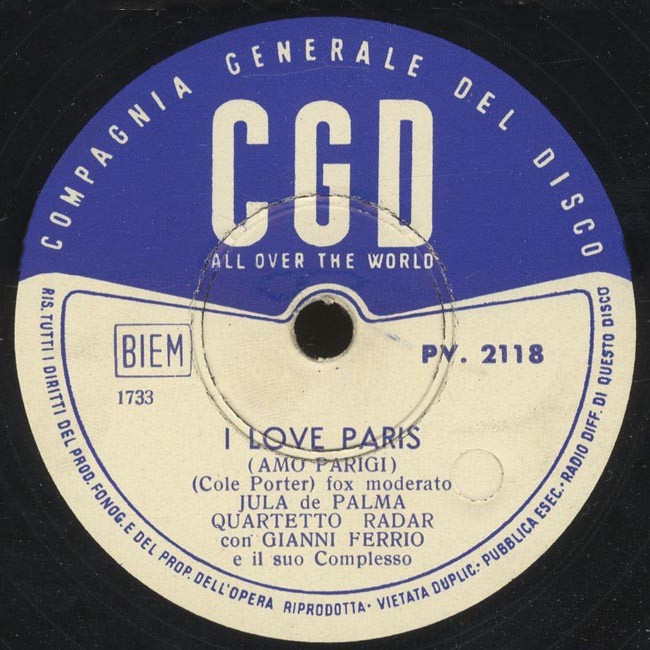 COMPAGNIA GENERALE DEL DISCO
CGD
ALL OVER THE WORLD
BIEM
PV. 2118
1733
I LOVE PARIS
(AMO PARIGI)
(Cole Porter) fox moderato
JULA de PALMA
QUARTETTO RADAR
con GIANNI FERRIO
e il suo Complesso
RIS. TUTTI I DIRITTI DEL PROD. FONOG. E DEL PROP. DELL'OPERA RIPRODOTTA · VIETATA DUPLIC. · PUBBLICA ESEC. · RADIO DIFF. DI QUESTO DISCO